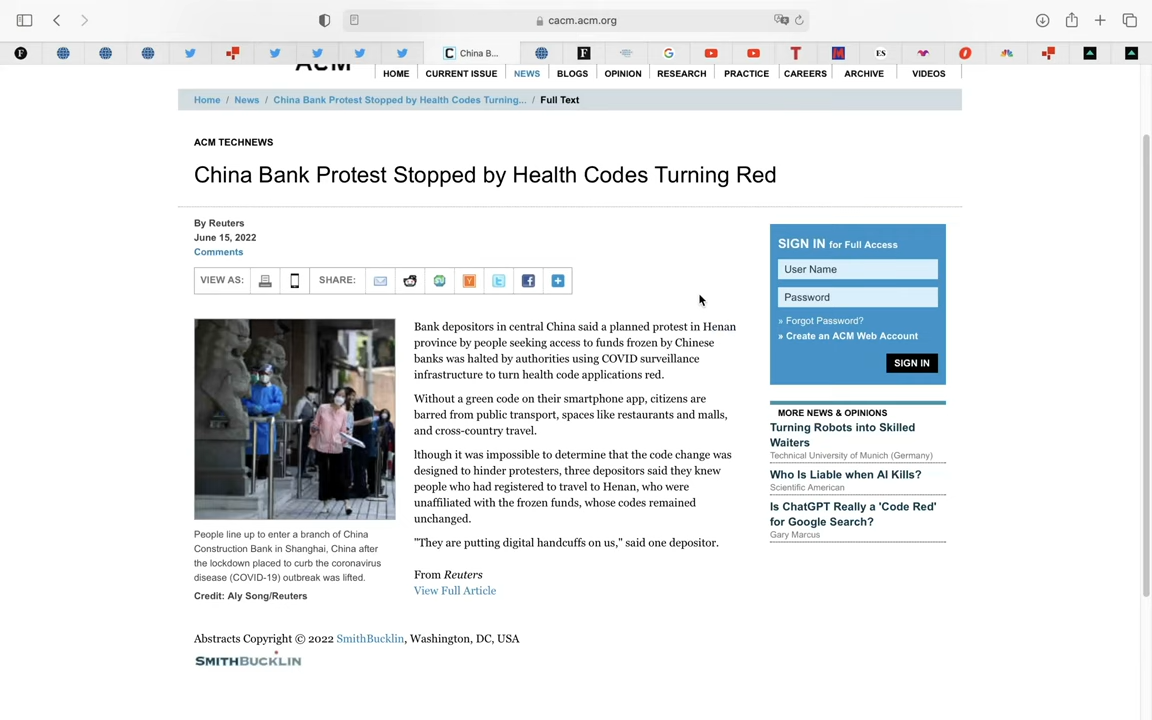 cacm.acm.org
China B...
ES
ACM
HOME
CURRENT ISSUE
NEWS
BLOGS
OPINION
RESEARCH
PRACTICE
CAREERS
ARCHIVE
VIDEOS
Home / News / China Bank Protest Stopped by Health Codes Turning... / Full Text
ACM TECHNEWS
China Bank Protest Stopped by Health Codes Turning Red
By Reuters
June 15, 2022
Comments
VIEW AS:
SHARE:
People line up to enter a branch of China
Construction Bank in Shanghai, China after
the lockdown placed to curb the coronavirus
disease (COVID-19) outbreak was lifted.
Credit: Aly Song/Reuters
Bank depositors in central China said a planned protest in Henan
province by people seeking access to funds frozen by Chinese
banks was halted by authorities using COVID surveillance
infrastructure to turn health code applications red.
Without a green code on their smartphone app, citizens are
barred from public transport, spaces like restaurants and malls,
and cross-country travel.
lthough it was impossible to determine that the code change was
designed to hinder protesters, three depositors said they knew
people who had registered to travel to Henan, who were
unaffiliated with the frozen funds, whose codes remained
unchanged.
"They are putting digital handcuffs on us," said one depositor.
From Reuters
View Full Article
SIGN IN for Full Access
User Name
Password
» Forgot Password?
» Create an ACM Web Account
SIGN IN
MORE NEWS & OPINIONS
Turning Robots into Skilled
Waiters
Technical University of Munich (Germany)
Who Is Liable when AI Kills?
Scientific American
Is ChatGPT Really a 'Code Red'
for Google Search?
Gary Marcus
Abstracts Copyright © 2022 SmithBucklin, Washington, DC, USA
SMITHBUCKLIN